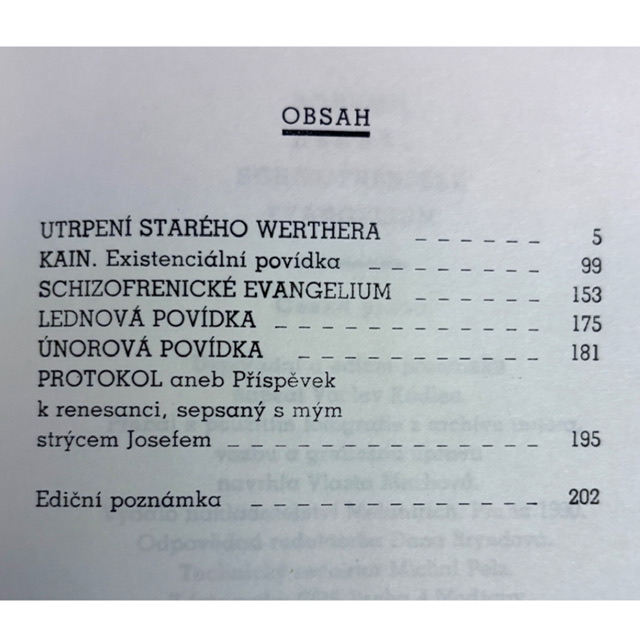 OBSAH
UTRPENÍ STARÉHO WERTHERA _ _ _ _ _ _ 5
KAIN. Existenciální povídka _ _ _ _ _ _ _ _ 99
SCHIZOFRENICKÉ EVANGELIUM _ _ _ _ _ _ 153
LEDNOVÁ POVÍDKA _ _ _ _ _ _ _ _ _ _ _ _ 175
ÚNOROVÁ POVÍDKA _ _ _ _ _ _ _ _ _ _ _ _ 181
PROTOKOL aneb Příspěvek
k renesanci, sepsaný s mým
strýcem Josefem _ _ _ _ _ _ _ _ _ _ _ _ _ _ 195
Ediční poznámka _ _ _ _ _ _ _ _ _ _ _ _ _ 202